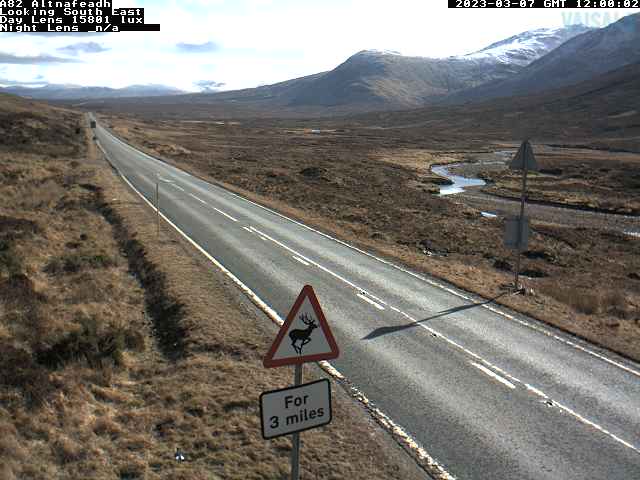 A82 Altnafeadh
Looking South East
Day Lens 15801 lux
Night Lens _n/a
2023-03-07 GMT 12:00:02
VAISALA
For
3 miles